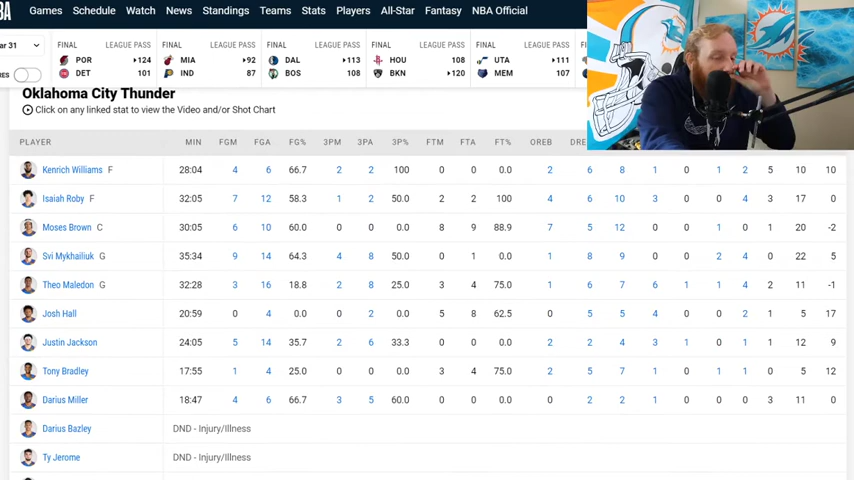 BA Games Schedule Watch News Standings Teams Stats Players All-Star Fantasy NBA Official
ar 31
RES
FINAL LEAGUE PASS
POR 124
DET 101
FINAL LEAGUE PASS
MIA 92
IND 87
FINAL LEAGUE PASS
DAL 113
BOS 108
FINAL LEAGUE PASS
HOU 108
BKN 120
FINAL LEAGUE PASS
UTA 111
MEM 107
Oklahoma City Thunder
Click on any linked stat to view the Video and/or Shot Chart
PLAYER MIN FGM FGA FG% 3PM 3PA 3P% FTM FTA FT% OREB DRE
Kenrich Williams F 28:04 4 6 66.7 2 2 100 0 0 0.0 2 6 8 1 0 1 2 5 10 10
Isaiah Roby F 32:05 7 12 58.3 1 2 50.0 2 2 100 4 6 10 3 0 0 4 3 17 0
Moses Brown C 30:05 6 10 60.0 0 0 0.0 8 9 88.9 7 5 12 0 0 1 0 1 20 -2
Svi Mykhailiuk G 35:34 9 14 64.3 4 8 50.0 0 1 0.0 1 8 9 0 0 2 4 0 22 5
Theo Maledon G 32:28 3 16 18.8 2 8 25.0 3 4 75.0 1 6 7 6 1 1 4 2 11 -1
Josh Hall 20:59 0 4 0.0 0 2 0.0 5 8 62.5 0 5 5 4 0 0 2 1 5 17
Justin Jackson 24:05 5 14 35.7 2 6 33.3 0 0 0.0 2 2 4 3 1 0 1 1 12 9
Tony Bradley 17:55 1 4 25.0 0 0 0.0 3 4 75.0 2 5 7 1 0 1 1 0 5 12
Darius Miller 18:47 4 6 66.7 3 5 60.0 0 0 0.0 0 2 2 1 0 0 0 3 11 0
Darius Bazley DND - Injury/Illness
Ty Jerome DND - Injury/Illness